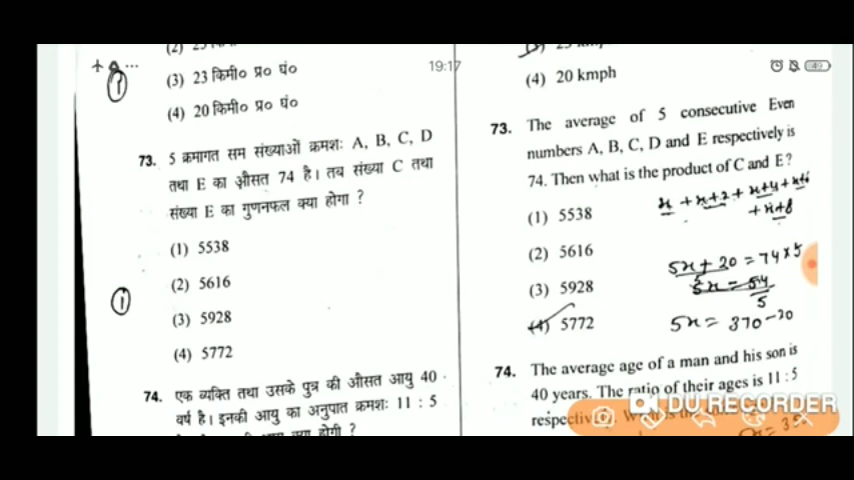 19:17
(3) 23 किमी० प्र० घं०
(4) 20 किमी० प्र० घं०
73. 5 क्रमागत सम संख्याओं क्रमशः A, B, C, D
तथा E का औसत 74 है। तब संख्या C तथा
संख्या E का गुणनफल क्या होगा ?
(1) 5538
(2) 5616
(3) 5928
(4) 5772
74. एक व्यक्ति तथा उसके पुत्र की औसत आयु 40
वर्ष है। इनकी आयु का अनुपात क्रमशः 11 : 5
(4) 20 kmph
73. The average of 5 consecutive Even
numbers A, B, C, D and E respectively is
74. Then what is the product of C and E?
x + x+2 + x+4 + x+6
+ x+8
(1) 5538
(2) 5616
(3) 5928
(4) 5772
5x + 20 = 74 x 5
5x = 54
5
5x = 370 - 20
74. The average age of a man and his son is
40 years. The ratio of their ages is 11 : 5
DU RECORDER
respectively.